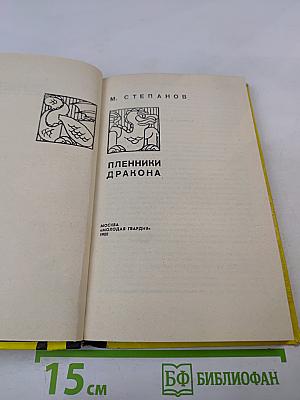 М. СТЕПАНОВ
ПЛЕННИКИ
ДРАКОНА
МОСКВА
«МОЛОДАЯ ГВАРДИЯ»
15 см
БФ БИБЛИОФАН